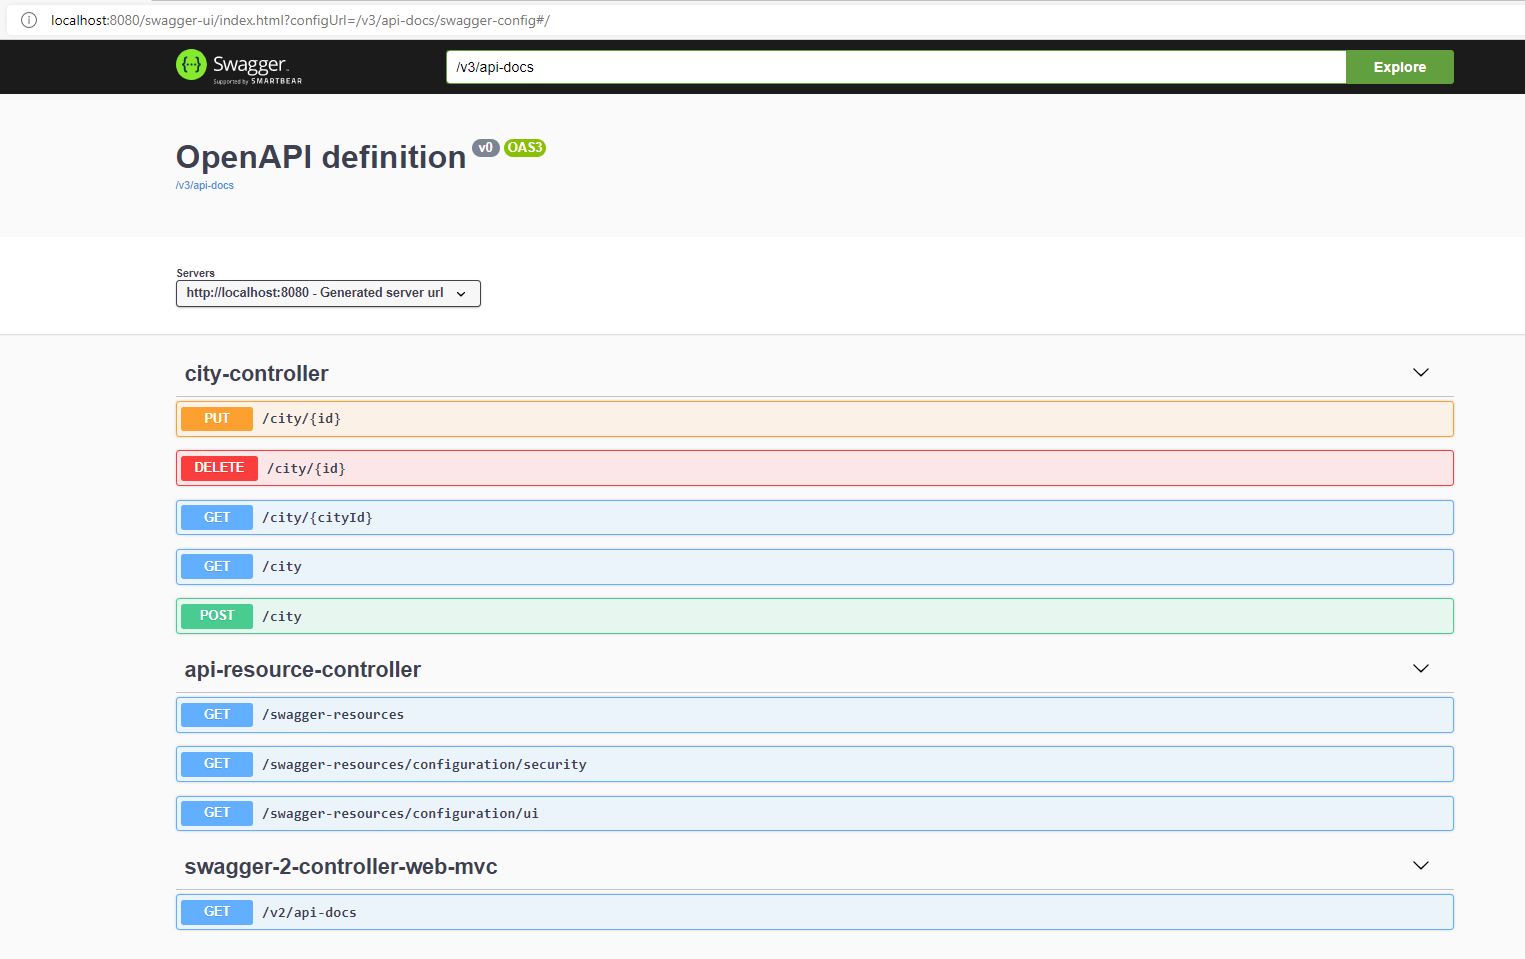 localhost:8080/swagger-ui/index.html?configUrl=/v3/api-docs/swagger-config#/
Swagger
Supported by SMARTBEAR
/v3/api-docs
Explore
OpenAPI definition v0 OAS3
/v3/api-docs
Servers
http://localhost:8080 - Generated server url
city-controller
PUT /city/{id}
DELETE /city/{id}
GET /city/{cityId}
GET /city
POST /city
api-resource-controller
GET /swagger-resources
GET /swagger-resources/configuration/security
GET /swagger-resources/configuration/ui
swagger-2-controller-web-mvc
GET /v2/api-docs